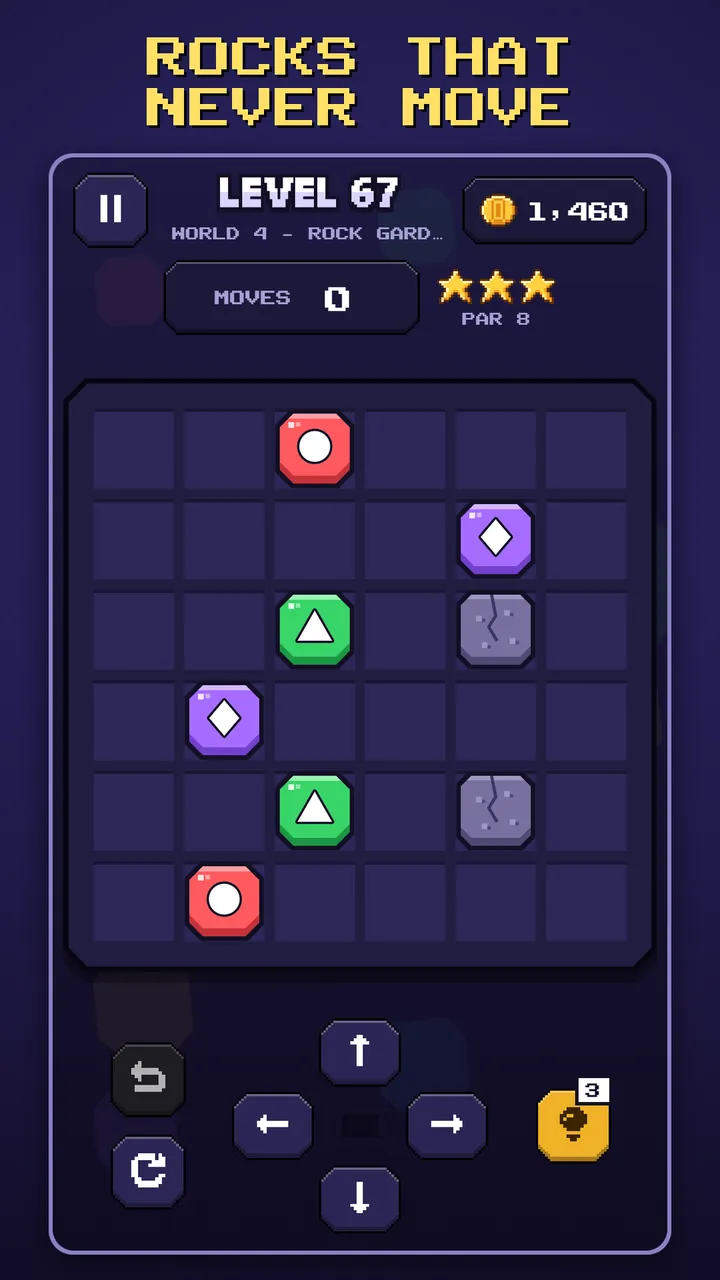 ROCKS THAT
NEVER MOVE
LEVEL 67
1,460
WORLD 4 - ROCK GARD…
MOVES 0
PAR 8
3